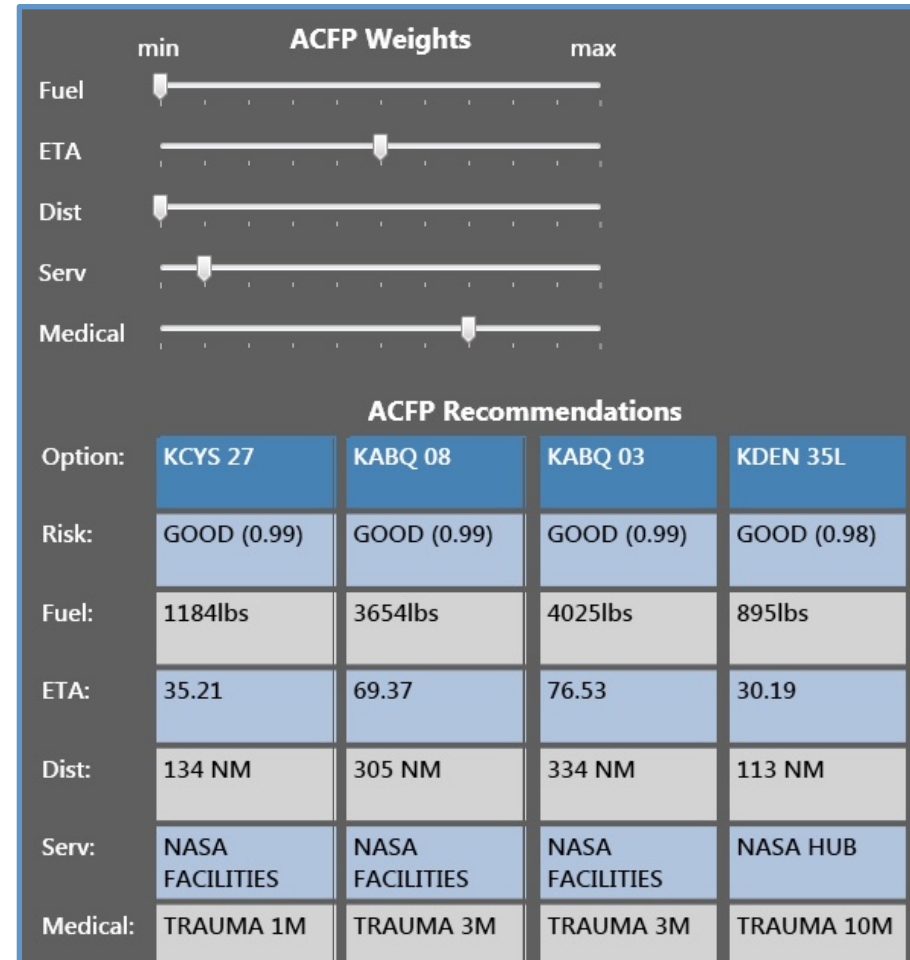 min ACFP Weights max
Fuel
ETA
Dist
Serv
Medical
ACFP Recommendations
Option: KCYS 27 KABQ 08 KABQ 03 KDEN 35L
Risk: GOOD (0.99) GOOD (0.99) GOOD (0.99) GOOD (0.98)
Fuel: 1184lbs 3654lbs 4025lbs 895lbs
ETA: 35.21 69.37 76.53 30.19
Dist: 134 NM 305 NM 334 NM 113 NM
Serv: NASA NASA NASA NASA HUB
FACILITIES FACILITIES FACILITIES
Medical: TRAUMA 1M TRAUMA 3M TRAUMA 3M TRAUMA 10M